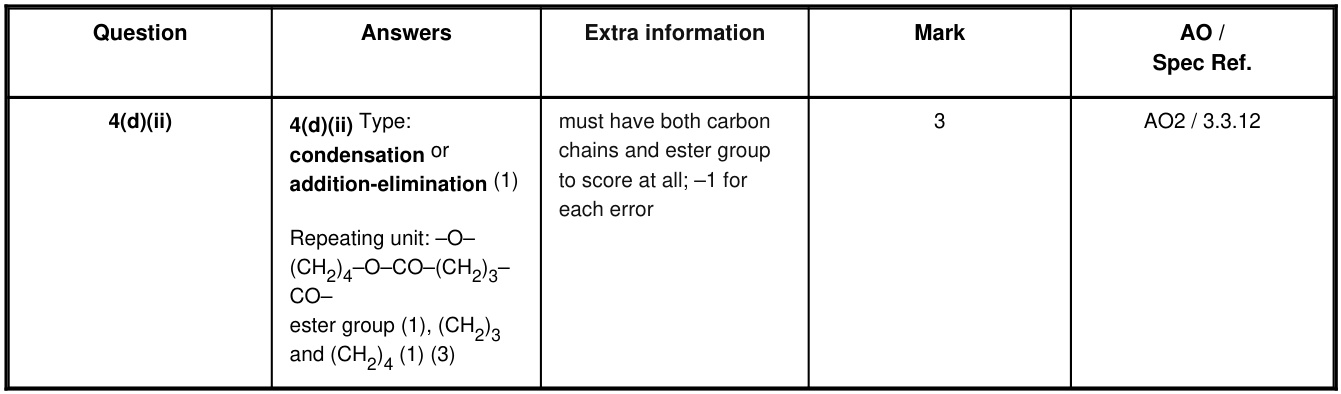 Question
Answers
Extra information
Mark
AO /
Spec Ref.
4(d)(ii)
4(d)(ii) Type:
condensation or
addition-elimination (1)
Repeating unit: –O–
(CH2)4–O–CO–(CH2)3–
CO–
ester group (1), (CH2)3
and (CH2)4 (1) (3)
must have both carbon
chains and ester group
to score at all; –1 for
each error
3
AO2 / 3.3.12